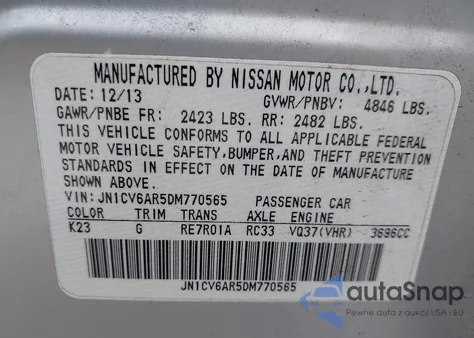 MANUFACTURED BY NISSAN MOTOR CO.,LTD.
DATE: 12/13 GVWR/PNBV: 4846 LBS.
GAWR/PNBE FR: 2423 LBS. RR: 2482 LBS.
THIS VEHICLE CONFORMS TO ALL APPLICABLE FEDERAL
MOTOR VEHICLE SAFETY, BUMPER, AND THEFT PREVENTION
STANDARDS IN EFFECT ON THE DATE OF MANUFACTURE
SHOWN ABOVE.
VIN: JN1CV6AR5DM770565 PASSENGER CAR
COLOR TRIM TRANS AXLE ENGINE
K23 G RE7R01A RC33 VQ37(VHR) 3696CC
JN1CV6AR5DM770565
autoSnap
Pewne auta z aukcji USA - EU